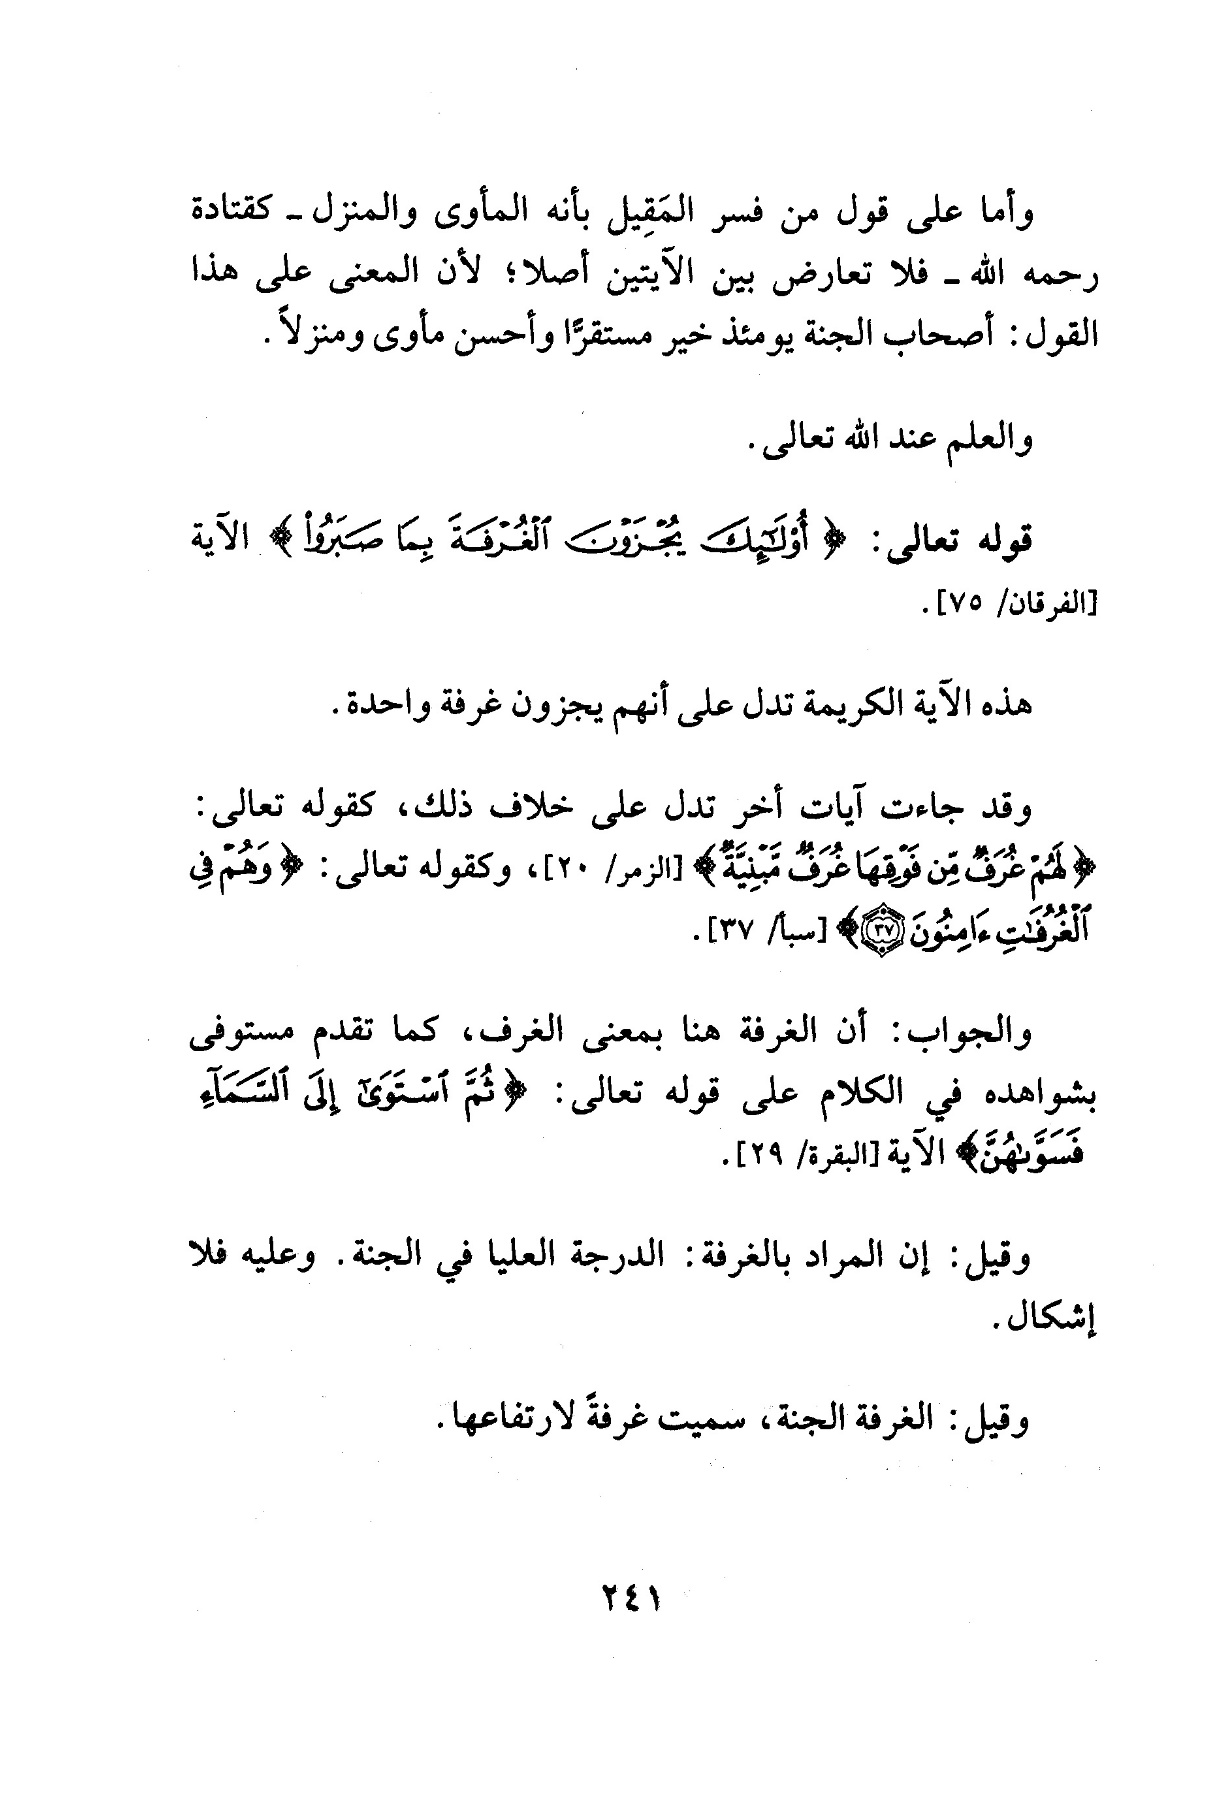 وأما على قول من فسر المَقِيل بأنه المأوى والمنزل ـ كقتادة
رحمه الله ـ فلا تعارض بين الآيتين أصلا؛ لأن المعنى على هذا
القول: أصحاب الجنة يومئذ خير مستقرًّا وأحسن مأوى ومنزلاً.
والعلم عند الله تعالى.
قوله تعالى: ﴿ أُوْلَٰٓئِكَ يُجۡزَوۡنَ ٱلۡغُرۡفَةَ بِمَا صَبَرُواْ ﴾ الآية
[الفرقان/ ٧٥].
هذه الآية الكريمة تدل على أنهم يجزون غرفة واحدة.
وقد جاءت آيات أخر تدل على خلاف ذلك، كقوله تعالى:
﴿ لَهُمۡ غُرَفٌ مِّن فَوۡقِهَا غُرَفٌ مَّبۡنِيَّةٌ﴾ [الزمر/ ٢٠]، وكقوله تعالى: ﴿ وَهُمۡ فِي
ٱلۡغُرُفَٰتِ ءَامِنُونَ ٣٧﴾ [سبأ/ ٣٧].
والجواب: أن الغرفة هنا بمعنى الغرف، كما تقدم مستوفى
بشواهده في الكلام على قوله تعالى: ﴿ ثُمَّ ٱسۡتَوَىٰٓ إِلَى ٱلسَّمَآءِ
فَسَوَّىٰهُنَّ﴾ الآية [البقرة/ ٢٩].
وقيل: إن المراد بالغرفة: الدرجة العليا في الجنة. وعليه فلا
إشكال.
وقيل: الغرفة الجنة، سميت غرفةً لارتفاعها.
٢٤١